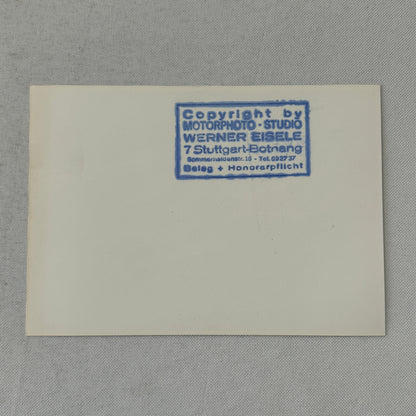 Copyright by
MOTORPHOTO - STUDIO
WERNER EISELE
7 Stuttgart-Botnang
Beleg + Honorarpflicht